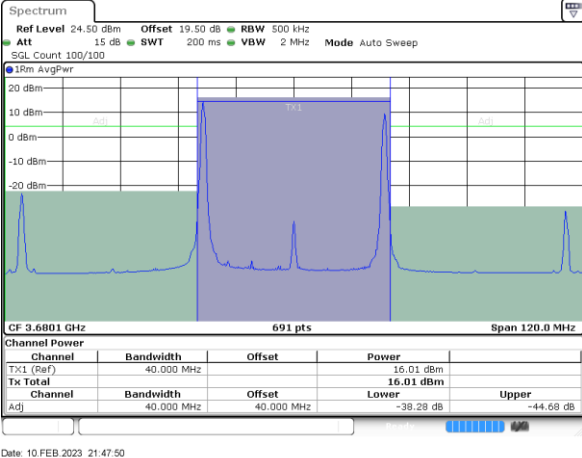 Spectrum
Ref Level 24.50 dBm Offset 19.50 dB RBW 500 kHz
Att 15 dB SWT 200 ms VBW 2 MHz Mode Auto Sweep
SGL Count 100/100
1Rm AvgPwr
20 dBm
TX1
10 dBm
Adj Adj
0 dBm
-10 dBm
-20 dBm
CF 3.6801 GHz 691 pts Span 120.0 MHz
Channel Power
Channel Bandwidth Offset Power
TX1 (Ref) 40.000 MHz 16.01 dBm
Tx Total 16.01 dBm
Channel Bandwidth Offset Lower Upper
Adj 40.000 MHz 40.000 MHz -38.28 dB -44.68 dB
Ready
Date: 10.FEB.2023 21:47:50